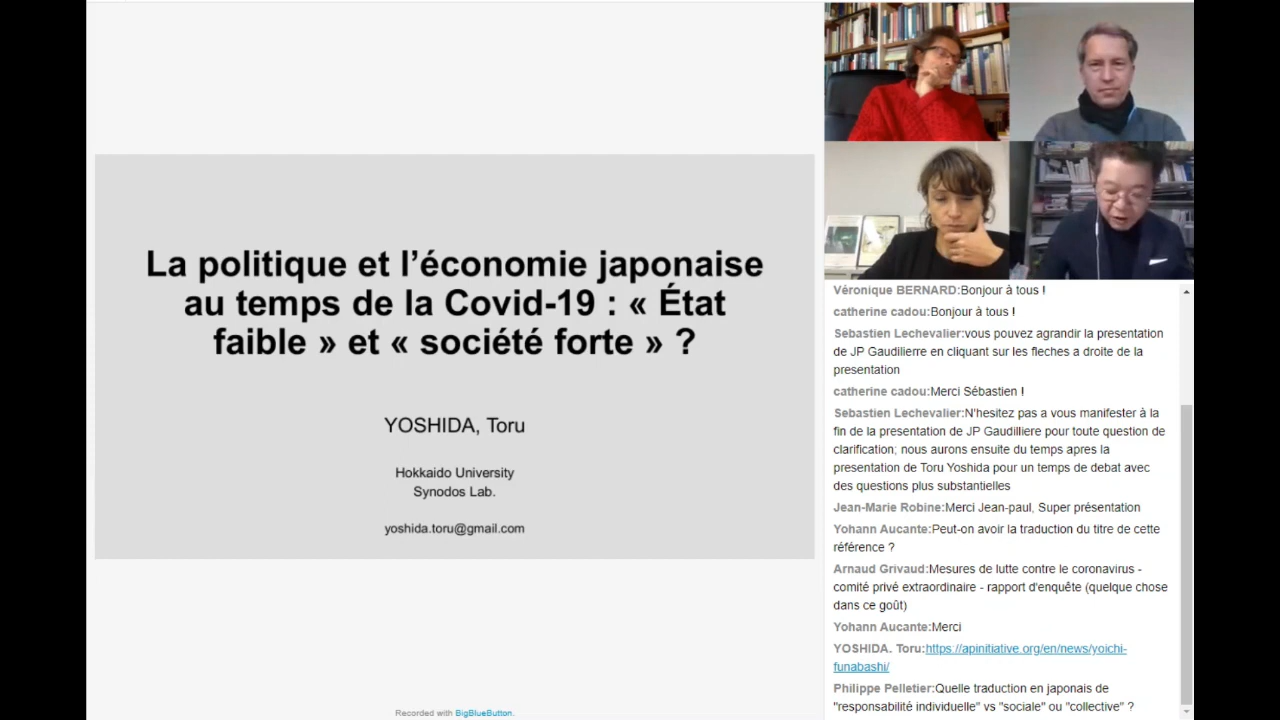 La politique et l’économie japonaise
au temps de la Covid-19 : « État
faible » et « société forte » ?
YOSHIDA, Toru
Hokkaido University
Synodos Lab.
yoshida.toru@gmail.com
Recorded with BigBlueButton.
Véronique BERNARD:Bonjour à tous !
catherine cadou:Bonjour à tous !
Sebastien Lechevalier:vous pouvez agrandir la presentation
de JP Gaudilierre en cliquant sur les fleches a droite de la
presentation
catherine cadou:Merci Sébastien !
Sebastien Lechevalier:N'hesitez pas a vous manifester à la
fin de la presentation de JP Gaudilliere pour toute question de
clarification; nous aurons ensuite du temps apres la
presentation de Toru Yoshida pour un temps de debat avec
des questions plus substantielles
Jean-Marie Robine:Merci Jean-paul, Super présentation
Yohann Aucante:Peut-on avoir la traduction du titre de cette
référence ?
Arnaud Grivaud:Mesures de lutte contre le coronavirus -
comité privé extraordinaire - rapport d'enquête (quelque chose
dans ce goût)
Yohann Aucante:Merci
YOSHIDA. Toru:https://apinitiative.org/en/news/yoichi-
funabashi/
Philippe Pelletier:Quelle traduction en japonais de
"responsabilité individuelle" vs "sociale" ou "collective" ?